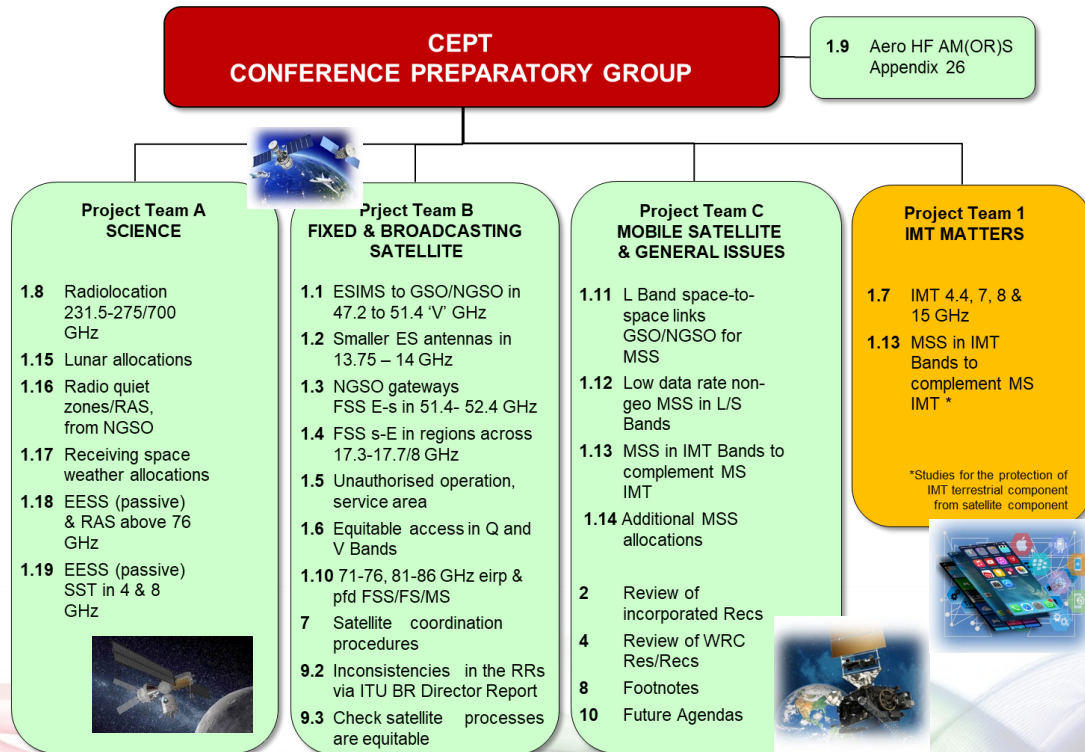 CEPT
CONFERENCE PREPARATORY GROUP
1.9 Aero HF AM(OR)S
Appendix 26
Project Team A
SCIENCE
1.8 Radiolocation
231.5-275/700
GHz
1.15 Lunar allocations
1.16 Radio quiet
zones/RAS,
from NGSO
1.17 Receiving space
weather allocations
1.18 EESS (passive)
& RAS above 76
GHz
1.19 EESS (passive)
SST in 4 & 8
GHz
Prject Team B
FIXED & BROADCASTING
SATELLITE
1.1 ESIMS to GSO/NGSO in
47.2 to 51.4 ‘V’ GHz
1.2 Smaller ES antennas in
13.75 – 14 GHz
1.3 NGSO gateways
FSS E-s in 51.4- 52.4 GHz
1.4 FSS s-E in regions across
17.3-17.7/8 GHz
1.5 Unauthorised operation,
service area
1.6 Equitable access in Q and
V Bands
1.10 71-76, 81-86 GHz eirp &
pfd FSS/FS/MS
7 Satellite coordination
procedures
9.2 Inconsistencies in the RRs
via ITU BR Director Report
9.3 Check satellite processes
are equitable
Project Team C
MOBILE SATELLITE
& GENERAL ISSUES
1.11 L Band space-to-
space links
GSO/NGSO for
MSS
1.12 Low data rate non-
geo MSS in L/S
Bands
1.13 MSS in IMT Bands to
complement MS
IMT
1.14 Additional MSS
allocations
2 Review of
incorporated Recs
4 Review of WRC
Res/Recs
8 Footnotes
10 Future Agendas
Project Team 1
IMT MATTERS
1.7 IMT 4.4, 7, 8 &
15 GHz
1.13 MSS in IMT
Bands to
complement MS
IMT *
*Studies for the protection of
IMT terrestrial component
from satellite component